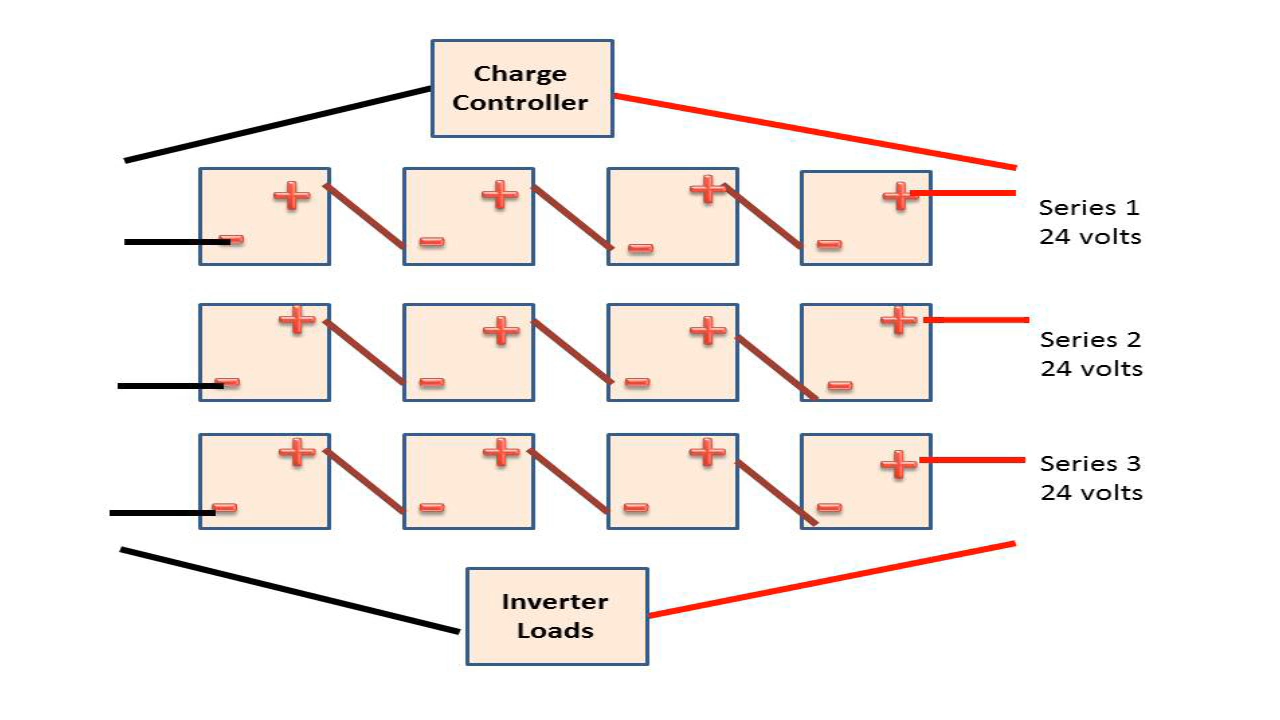 Charge
Controller
+ + + +
- - - -
Series 1
24 volts
+ + + +
- - - -
Series 2
24 volts
+ + + +
- - - -
Series 3
24 volts
Inverter
Loads